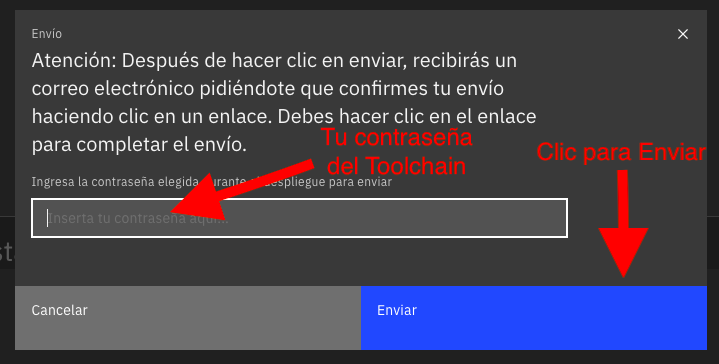 Envío
Atención: Después de hacer clic en enviar, recibirás un
correo electrónico pidiéndote que confirmes tu envío
haciendo clic en un enlace. Debes hacer clic en el enlace
para completar el envío.
Tu contraseña
del Toolchain
Clic para Enviar
Ingresa la contraseña elegida durante el despliegue para enviar
Inserta tu contraseña aquí...
Cancelar
Enviar